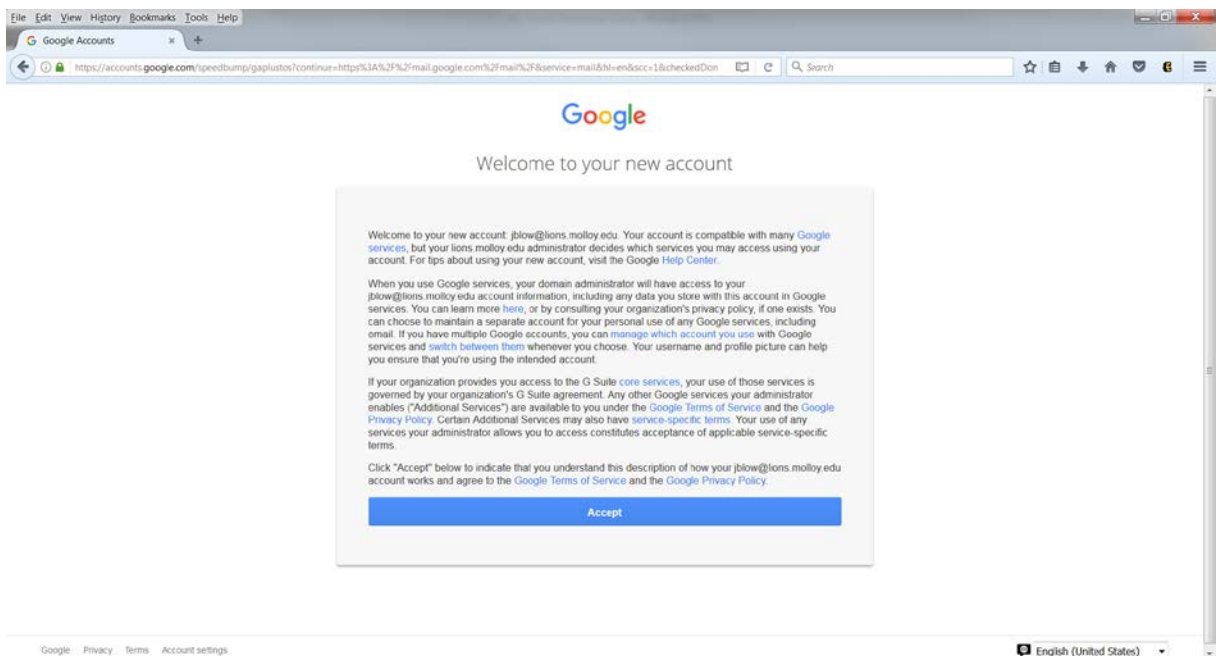 File Edit View History Bookmarks Tools Help
Google Accounts
https://accounts.google.com/speedbump/gaplustos?continue=https%3A%2F%2Fmail.google.com%2Fmail%2F&service=mail&hl=en&scc=1&checkedDon
Search
Google
Welcome to your new account
Welcome to your new account: jblow@lions.molloy.edu. Your account is compatible with many Google
services, but your lions.molloy.edu administrator decides which services you may access using your
account. For tips about using your new account, visit the Google Help Center.
When you use Google services, your domain administrator will have access to your
jblow@lions.molloy.edu account information, including any data you store with this account in Google
services. You can learn more here, or by consulting your organization's privacy policy, if one exists. You
can choose to maintain a separate account for your personal use of any Google services, including
email. If you have multiple Google accounts, you can manage which account you use with Google
services and switch between them whenever you choose. Your username and profile picture can help
you ensure that you're using the intended account.
If your organization provides you access to the G Suite core services, your use of those services is
governed by your organization's G Suite agreement. Any other Google services your administrator
enables ("Additional Services") are available to you under the Google Terms of Service and the Google
Privacy Policy. Certain Additional Services may also have service-specific terms. Your use of any
services your administrator allows you to access constitutes acceptance of applicable service-specific
terms.
Click "Accept" below to indicate that you understand this description of how your jblow@lions.molloy.edu
account works and agree to the Google Terms of Service and the Google Privacy Policy.
Accept
Google Privacy Terms Account settings
English (United States)